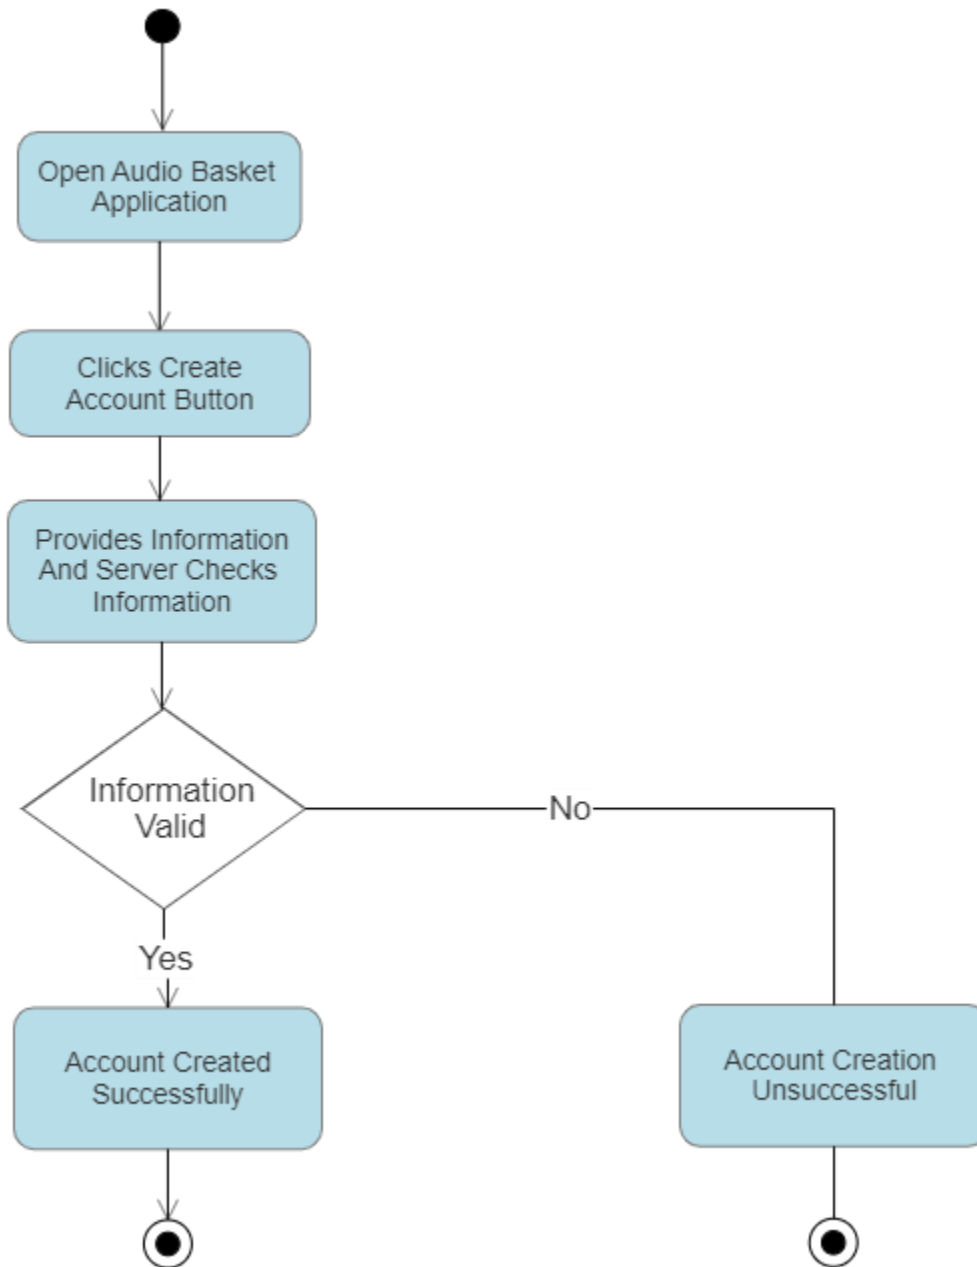 Open Audio Basket
Application
Clicks Create
Account Button
Provides Information
And Server Checks
Information
Information
Valid
No
Yes
Account Created
Successfully
Account Creation
Unsuccessful